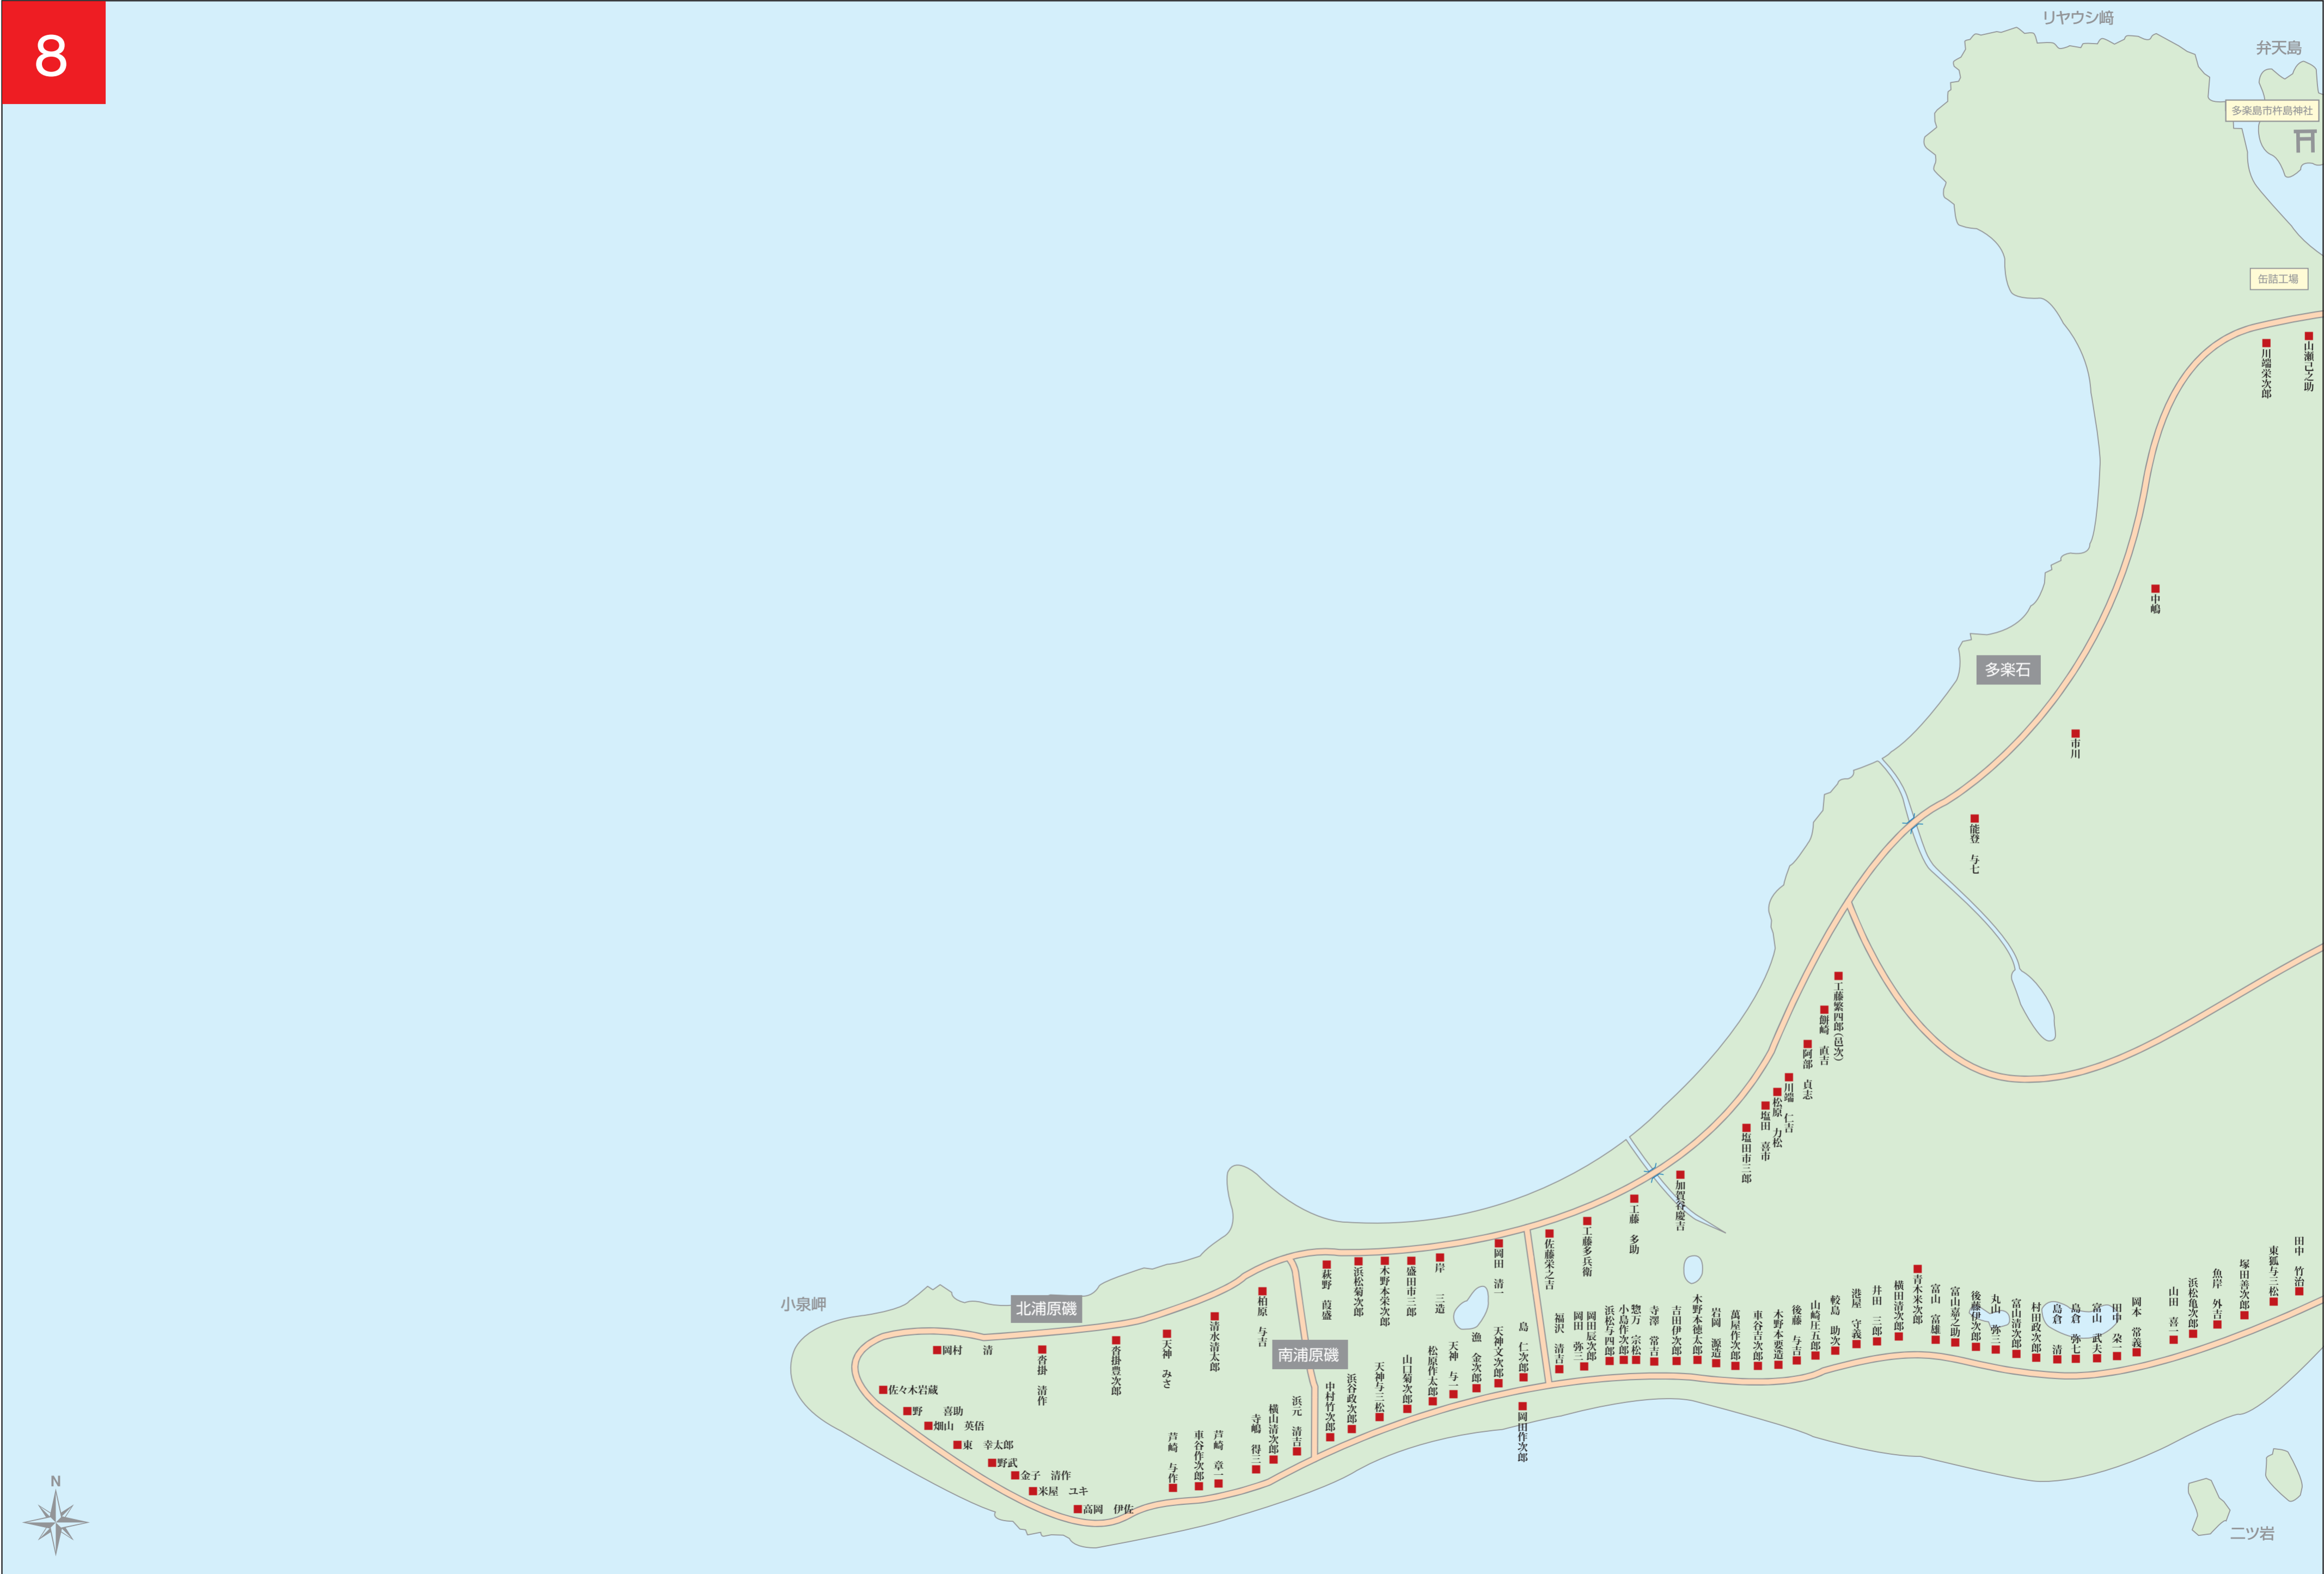 8
リヤウシ﨑
弁天島
多楽島市杵島神社
缶詰工場
山瀬己之助
川端栄次郎
中嶋
多楽石
市川
能登　与七
工藤繁四郎（邑次）
餅崎　直吉
阿部　貞志
川端　仁吉
松原　力松
塩田　喜市
塩田市三郎
加賀谷慶吉
工藤　多助
工藤多兵衛
佐藤栄之吉
岡田　清一
岸　三造
盛田市三郎
木野本栄次郎
浜松菊次郎
萩野　葭盛
柏原　与吉
清水清太郎
天神　みさ
沓掛豊次郎
沓掛　清作
岡村　清
小泉岬
北浦原磯
南浦原磯
佐々木岩蔵
野　喜助
畑山　英俉
東　幸太郎
野武
金子　清作
米屋　ユキ
高岡　伊佐
田中　竹治
東狐与三松
塚田善次郎
魚岸　外吉
浜松亀次郎
山田　喜一
岡本　常義
田中　粂一
富山　武夫
島倉　弥七
島倉　清
村田政次郎
富山清次郎
丸山　弥三
後藤伊次郎
富山嘉之助
富山　富雄
青木米次郎
横田清次郎
井田　三郎
港屋　守義
較島　助次
山崎庄五郎
後藤　与吉
木野本要造
車谷吉次郎
萬屋作次郎
岩岡　源造
木野本徳太郎
吉田伊次郎
寺澤　常吉
惣万　宗松
小島作次郎
浜松与四郎
岡田辰次郎
岡田　弥三
福沢　清吉
島　仁次郎
岡田作次郎
天神文次郎
漁　金次郎
天神　与一
松原作太郎
山口菊次郎
天神与三松
浜谷政次郎
中村竹次郎
浜元　清吉
横山清次郎
寺嶋　得三
芦崎　章一
車谷作次郎
芦崎　与作
二ツ岩
N